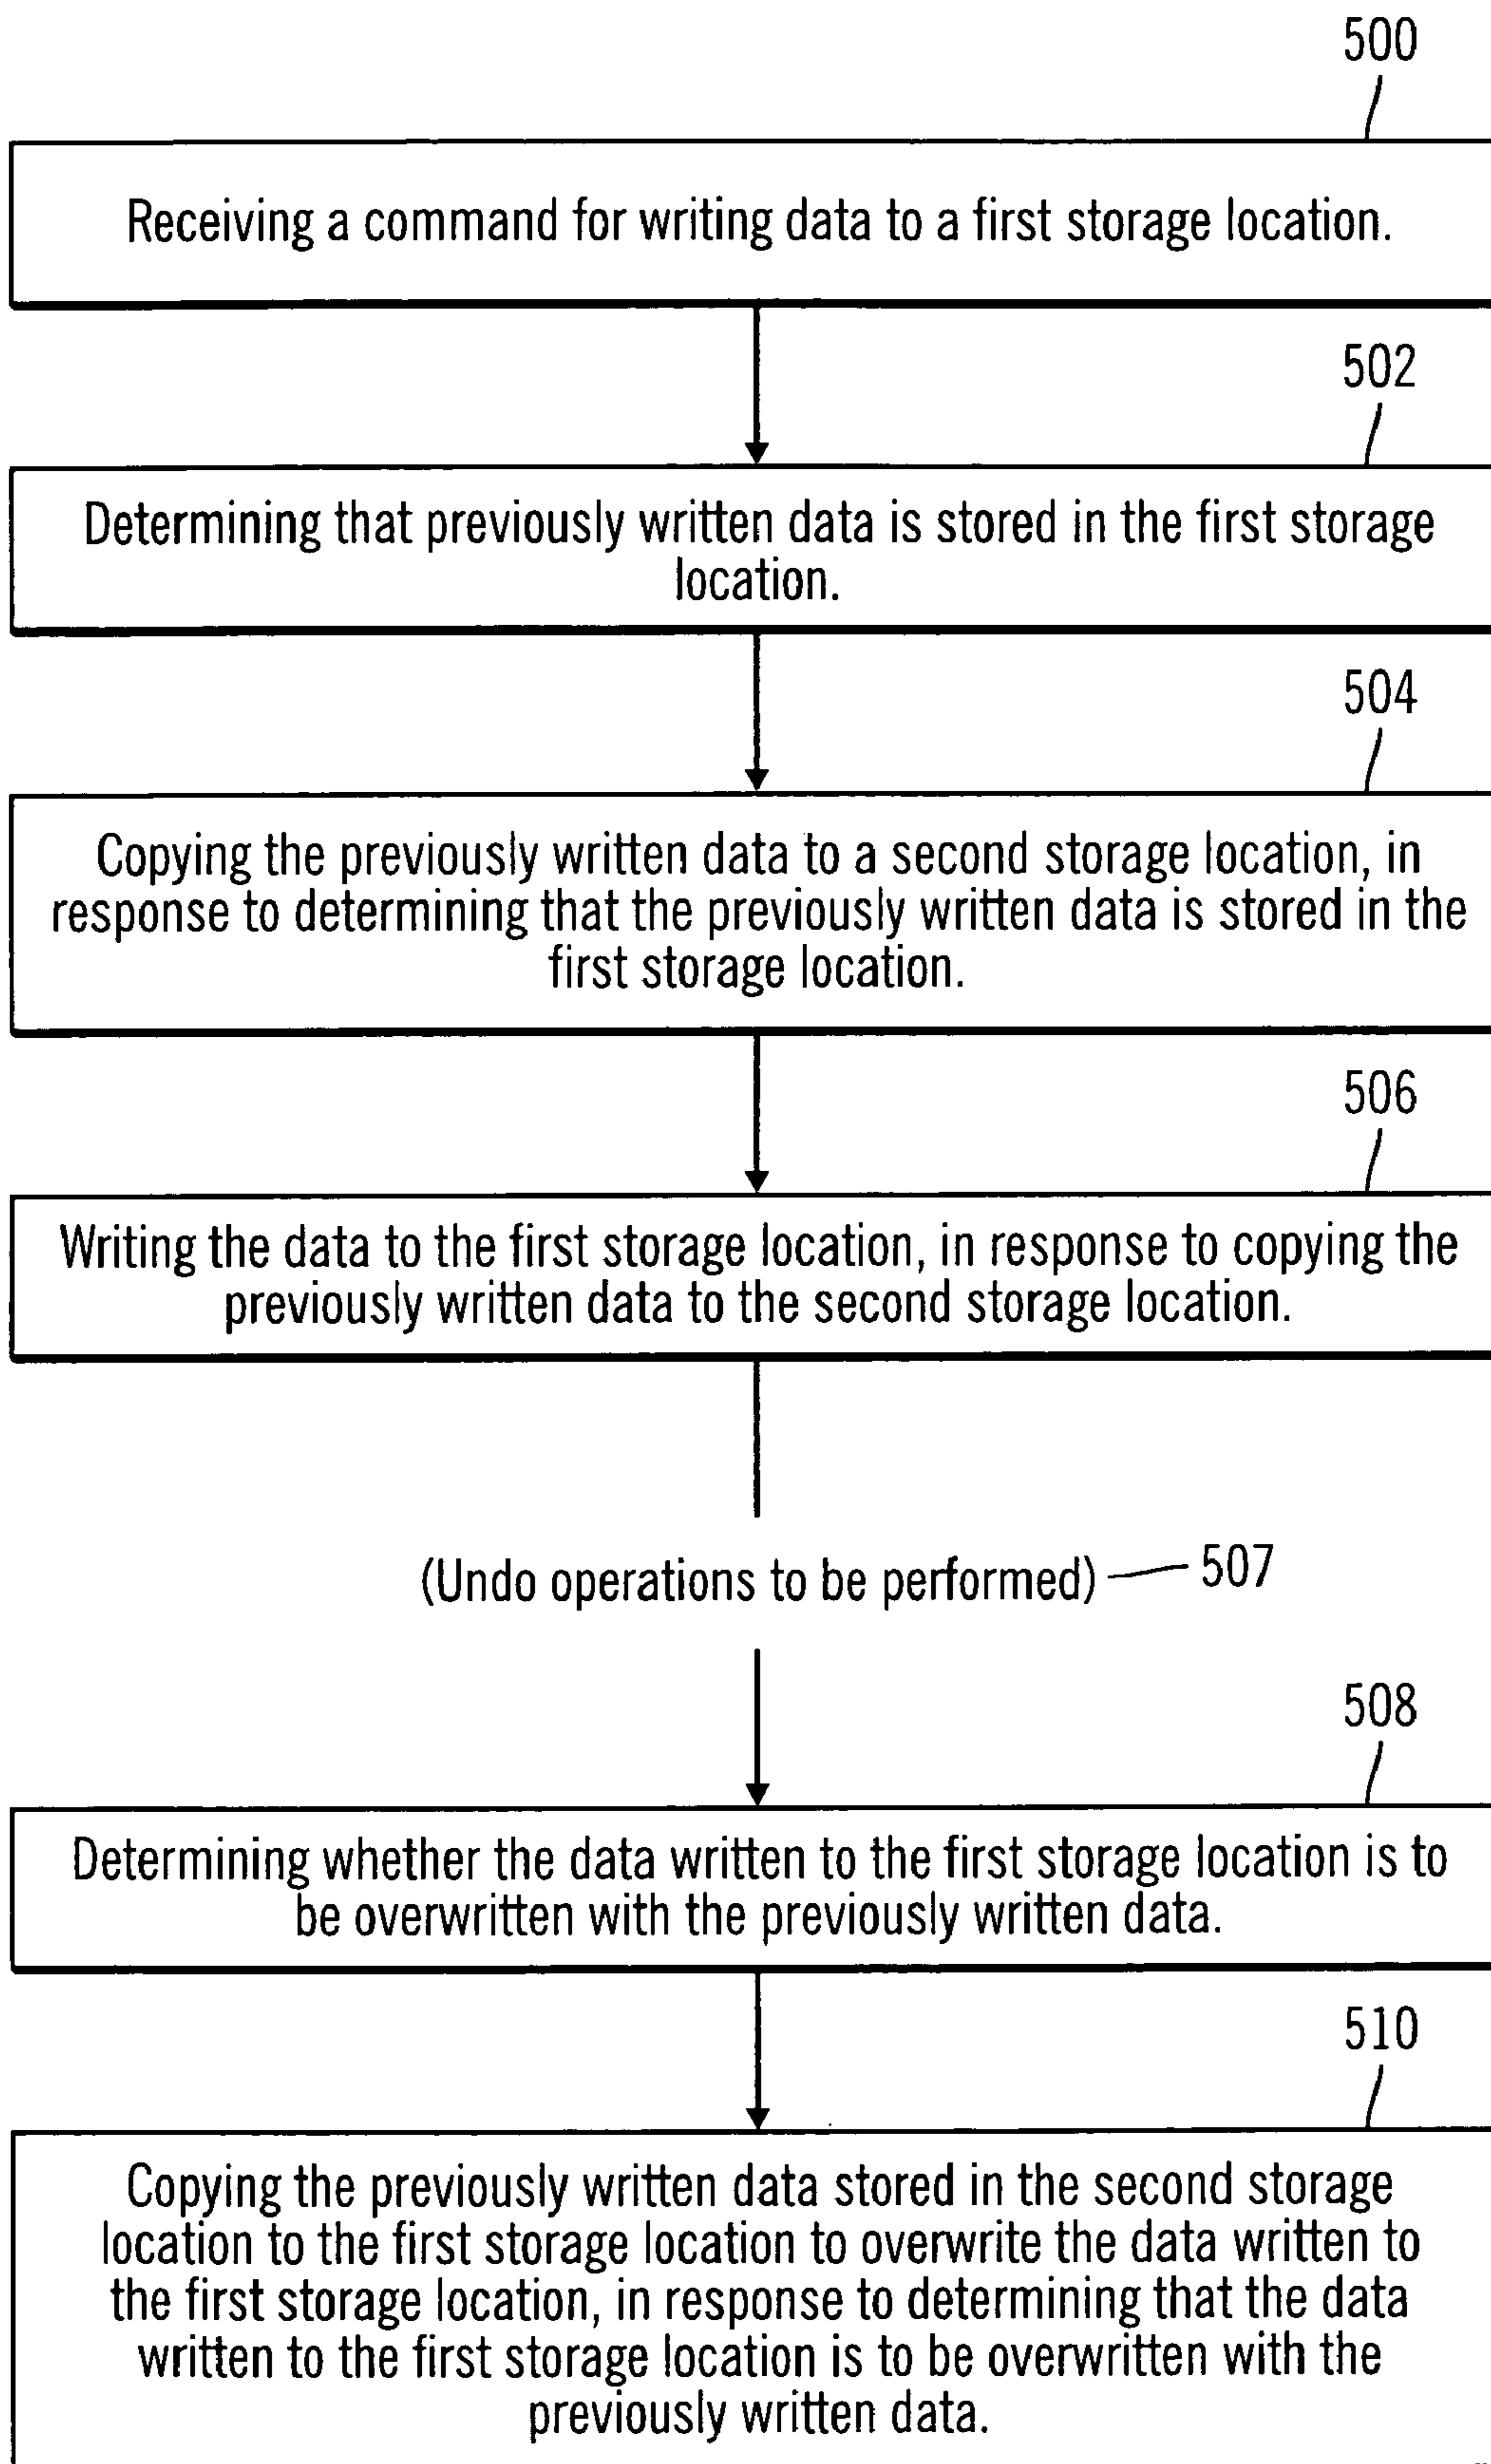 500
Receiving a command for writing data to a first storage location.
502
Determining that previously written data is stored in the first storage
location.
504
Copying the previously written data to a second storage location, in
response to determining that the previously written data is stored in the
first storage location.
506
Writing the data to the first storage location, in response to copying the
previously written data to the second storage location.
(Undo operations to be performed) 507
508
Determining whether the data written to the first storage location is to
be overwritten with the previously written data.
510
Copying the previously written data stored in the second storage
location to the first storage location to overwrite the data written to
the first storage location, in response to determining that the data
written to the first storage location is to be overwritten with the
previously written data.